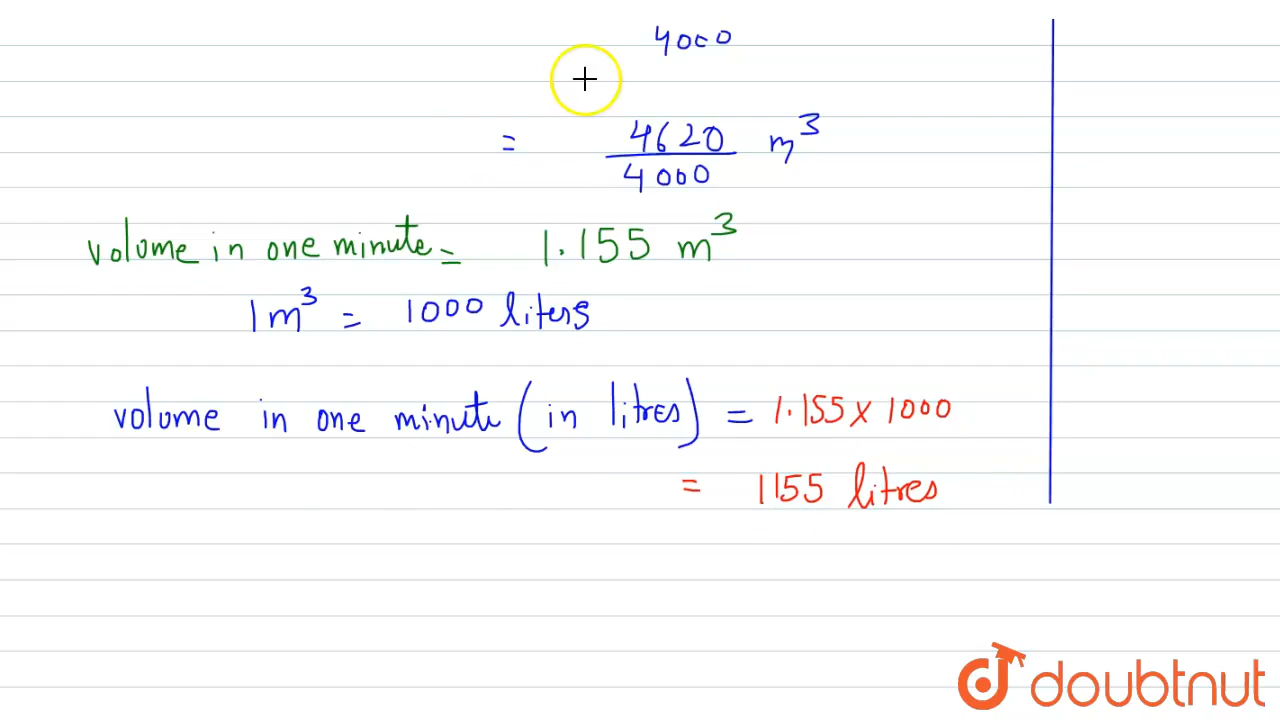 4000
= 4620/4000 m³
volume in one minute = 1.155 m³
1m³ = 1000 liters
volume in one minute (in litres) = 1.155 x 1000
= 1155 litres
doubtnut